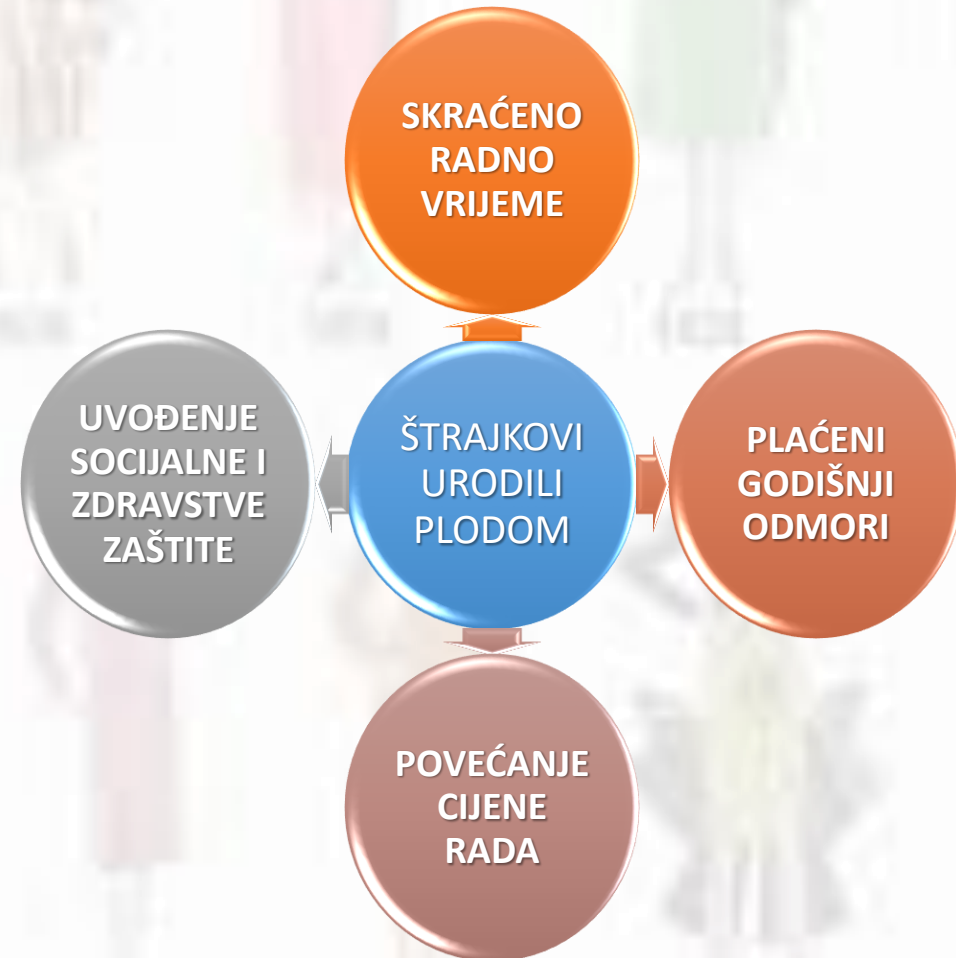 SKRAĆENO
RADNO
VRIJEME
UVOĐENJE
SOCIJALNE I
ZDRAVSTVE
ZAŠTITE
ŠTRAJKOVI
URODILI
PLODOM
PLAĆENI
GODIŠNJI
ODMORI
POVEĆANJE
CIJENE
RADA